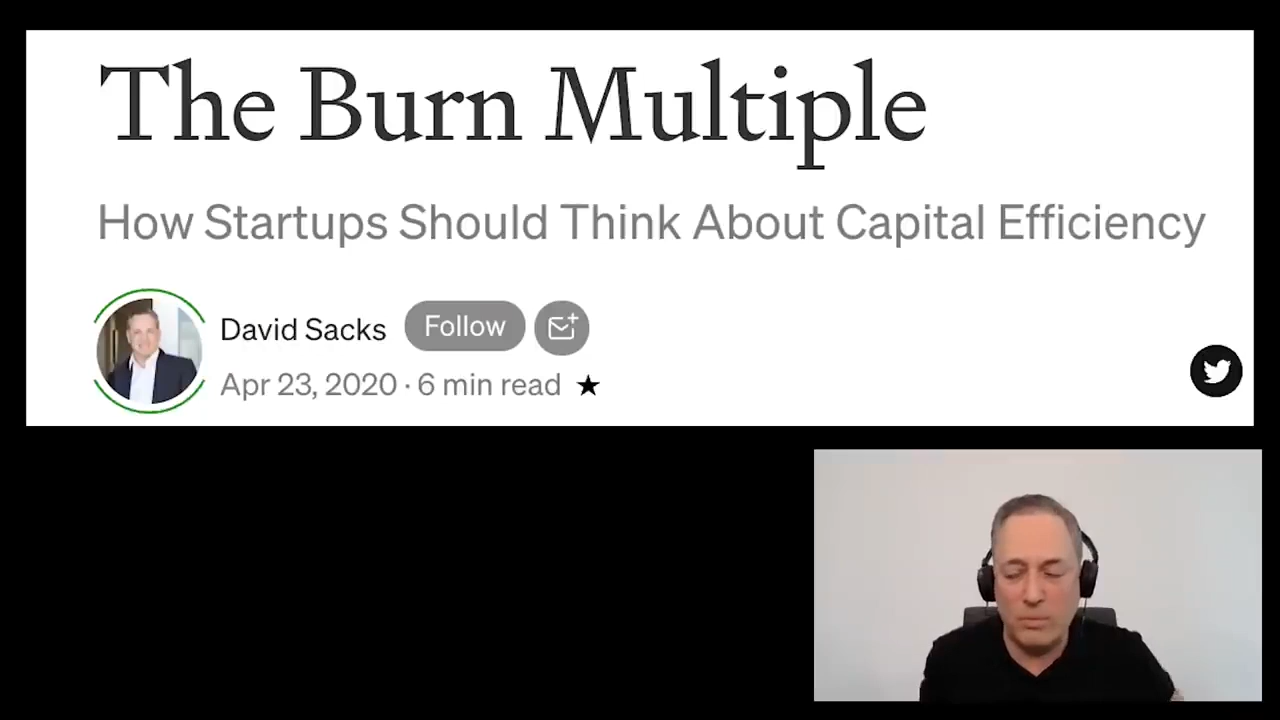 The Burn Multiple
How Startups Should Think About Capital Efficiency
David Sacks Follow
Apr 23, 2020 · 6 min read ★